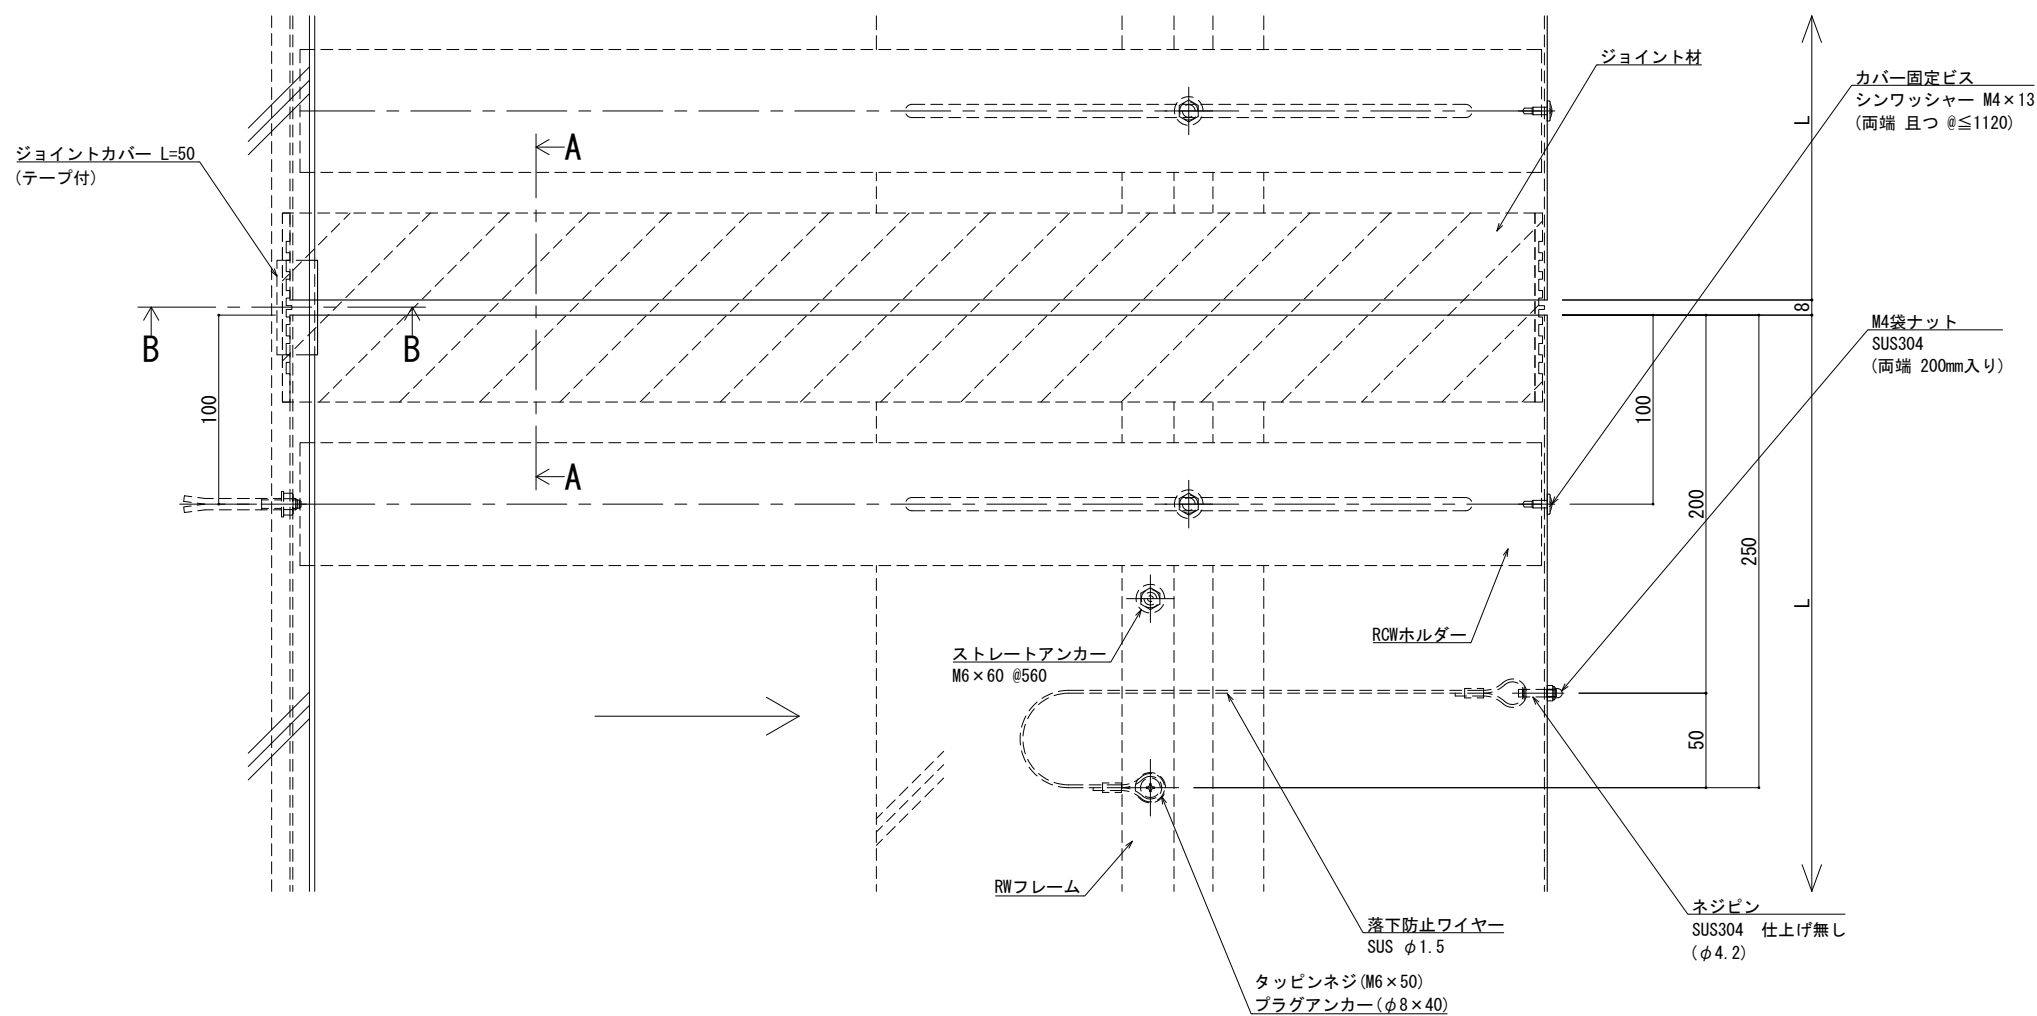 ジョイント材
カバー固定ビス
シンワッシャー M4×13
(両端 且つ @≦1120)
L
A
ジョイントカバー L=50
(テープ付)
8
M4袋ナット
SUS304
(両端 200mm入り)
B
B
100
100
A
200
250
L
RCWホルダー
ストレートアンカー
M6×60 @560
50
RWフレーム
落下防止ワイヤー
SUS φ1.5
ネジピン
SUS304 仕上げ無し
(φ4.2)
タッピンネジ(M6×50)
プラグアンカー(φ8×40)